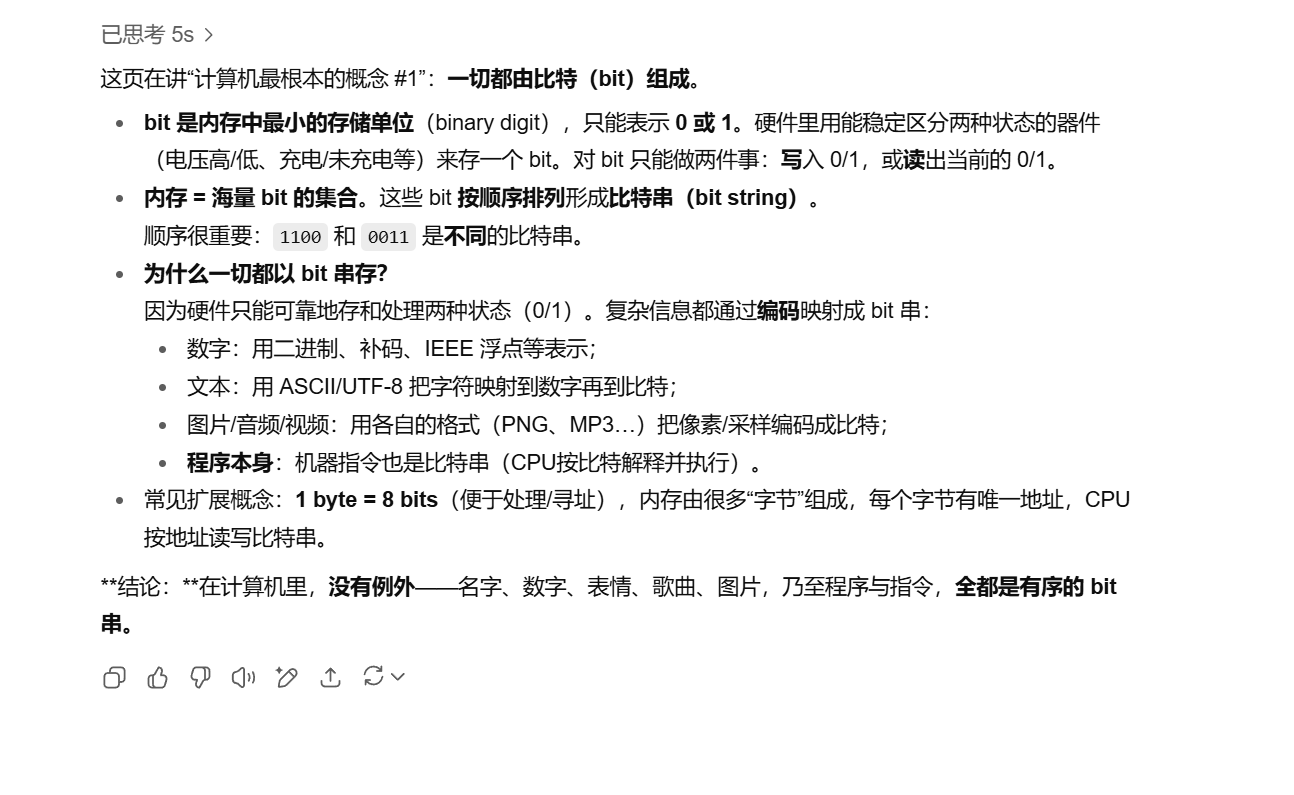 已思考 5s
这页在讲“计算机最根本的概念 #1”：一切都由比特（bit）组成。
bit 是内存中最小的存储单位（binary digit），只能表示 0 或 1。硬件里用能稳定区分两种状态的器件
（电压高/低、充电/未充电等）来存一个 bit。对 bit 只能做两件事：写入 0/1，或读出当前的 0/1。
内存 = 海量 bit 的集合。这些 bit 按顺序排列形成比特串（bit string）。
顺序很重要：1100 和 0011 是不同的比特串。
为什么一切都以 bit 串存？
因为硬件只能可靠地存和处理两种状态（0/1）。复杂信息都通过编码映射成 bit 串：
数字：用二进制、补码、IEEE 浮点等表示；
文本：用 ASCII/UTF-8 把字符映射到数字再到比特；
图片/音频/视频：用各自的格式（PNG、MP3…）把像素/采样编码成比特；
程序本身：机器指令也是比特串（CPU按比特解释并执行）。
常见扩展概念：1 byte = 8 bits（便于处理/寻址），内存由很多“字节”组成，每个字节有唯一地址，CPU
按地址读写比特串。
**结论：**在计算机里，没有例外——名字、数字、表情、歌曲、图片，乃至程序与指令，全都是有序的 bit
串。